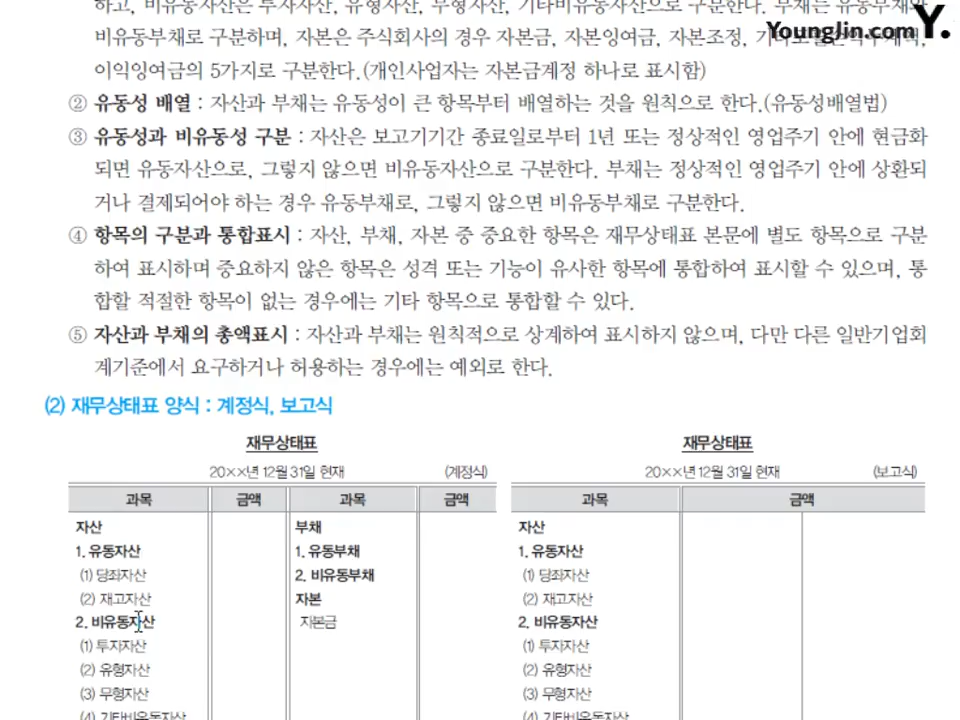 하고, 비유동자산은 투자자산, 유형자산, 무형자산, 기타비유동자산으로 구분한다. 부채는 유동부채와
Younglin.com Y.
비유동부채로 구분하며, 자본은 주식회사의 경우 자본금, 자본잉여금, 자본조정,
이익잉여금의 5가지로 구분한다.(개인사업자는 자본금계정 하나로 표시함)
② 유동성 배열 : 자산과 부채는 유동성이 큰 항목부터 배열하는 것을 원칙으로 한다.(유동성배열법)
③ 유동성과 비유동성 구분 : 자산은 보고기기간 종료일로부터 1년 또는 정상적인 영업주기 안에 현금화
되면 유동자산으로, 그렇지 않으면 비유동자산으로 구분한다. 부채는 정상적인 영업주기 안에 상환되
거나 결제되어야 하는 경우 유동부채로, 그렇지 않으면 비유동부채로 구분한다.
④ 항목의 구분과 통합표시 : 자산, 부채, 자본 중 중요한 항목은 재무상태표 본문에 별도 항목으로 구분
하여 표시하며 중요하지 않은 항목은 성격 또는 기능이 유사한 항목에 통합하여 표시할 수 있으며, 통
합할 적절한 항목이 없는 경우에는 기타 항목으로 통합할 수 있다.
⑤ 자산과 부채의 총액표시 : 자산과 부채는 원칙적으로 상계하여 표시하지 않으며, 다만 다른 일반기업회
계기준에서 요구하거나 허용하는 경우에는 예외로 한다.
(2) 재무상태표 양식 : 계정식, 보고식
재무상태표
20××년 12월 31일 현재 (계정식)
과목 금액 과목 금액
자산 부채
1. 유동자산 1. 유동부채
(1) 당좌자산 2. 비유동부채
(2) 재고자산 자본
2. 비유동자산 자본금
(1) 투자자산
(2) 유형자산
(3) 무형자산
(4) 기타비유동자산
재무상태표
20××년 12월 31일 현재 (보고식)
과목 금액
자산
1. 유동자산
(1) 당좌자산
(2) 재고자산
2. 비유동자산
(1) 투자자산
(2) 유형자산
(3) 무형자산
(4) 기타비유동자산